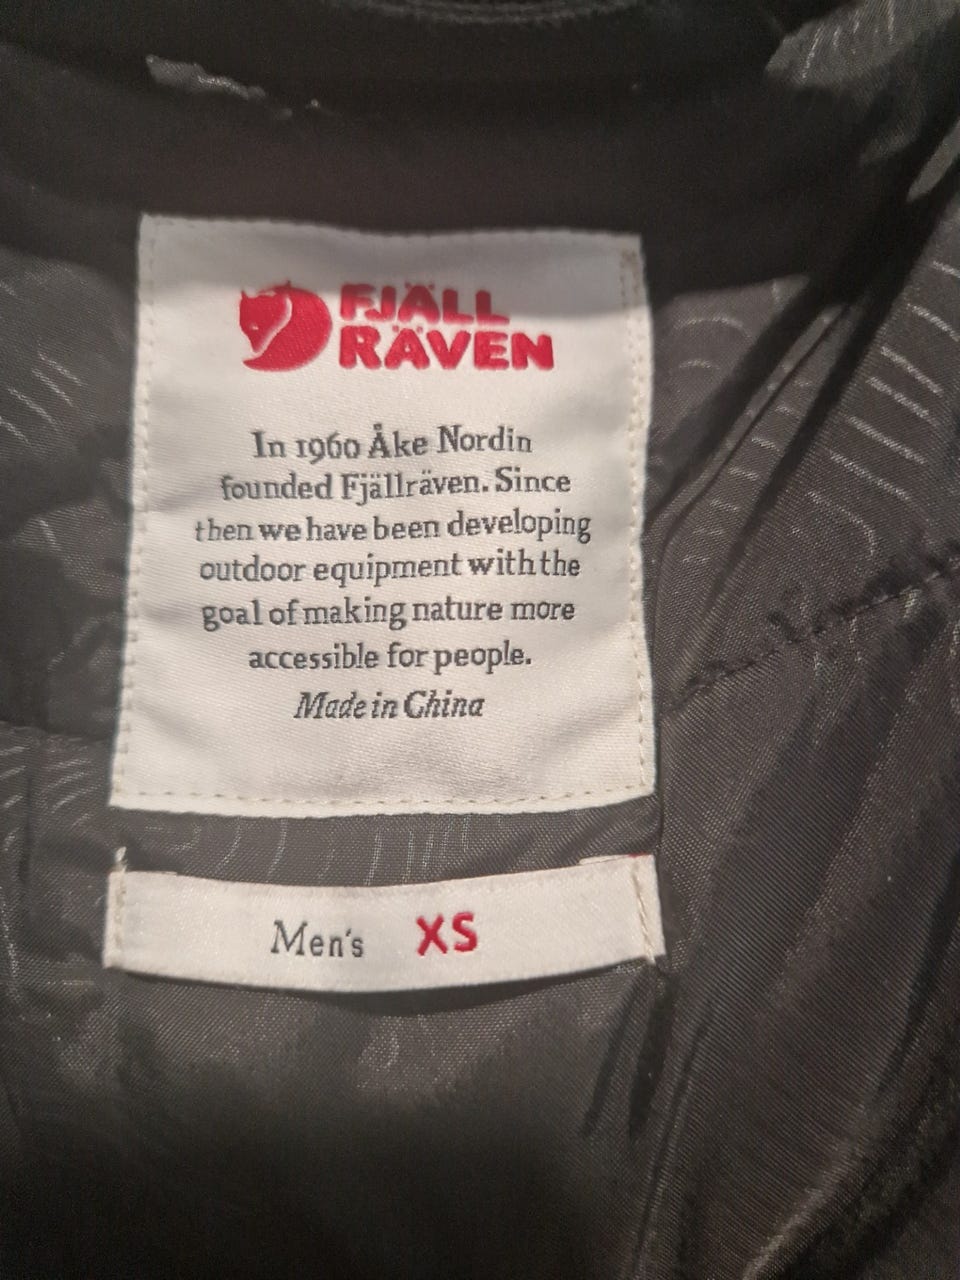 FJÄLL
RÄVEN
In 1960 Åke Nordin
founded Fjällräven. Since
then we have been developing
outdoor equipment with the
goal of making nature more
accessible for people.
Made in China
Men's XS